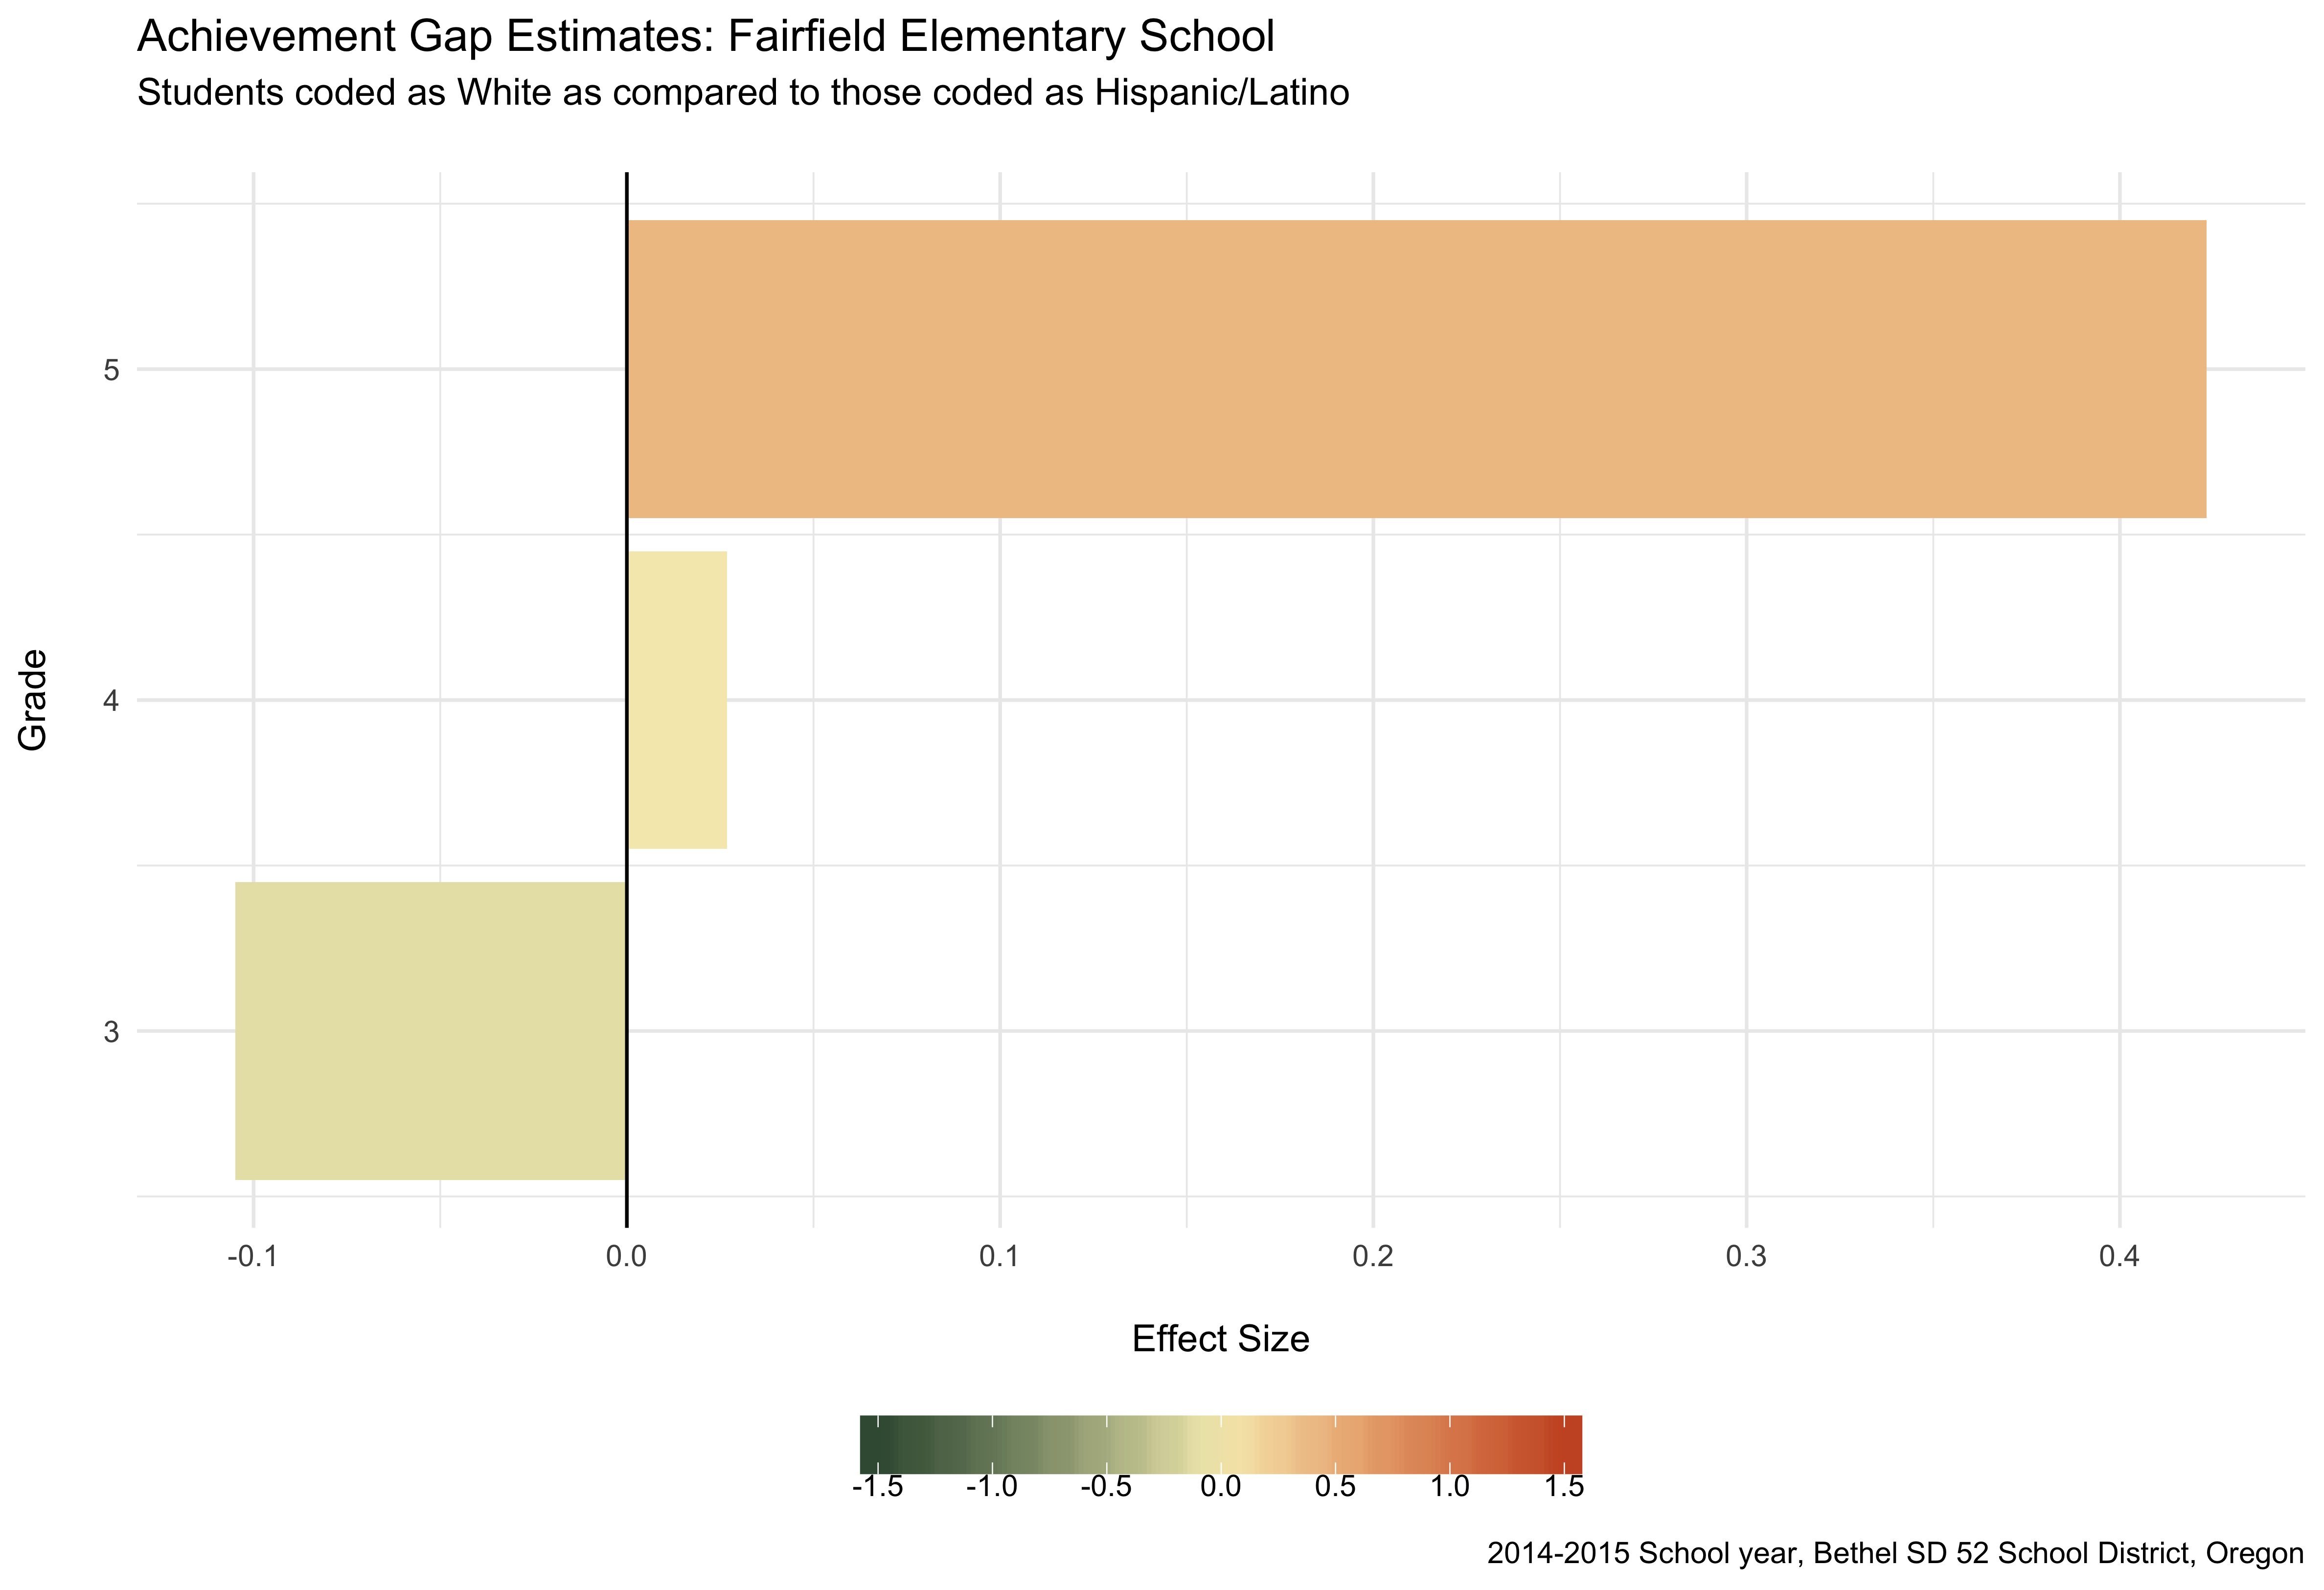 Achievement Gap Estimates: Fairfield Elementary School
Students coded as White as compared to those coded as Hispanic/Latino
Grade
5
4
3
-0.1 0.0 0.1 0.2 0.3 0.4
Effect Size
-1.5 -1.0 -0.5 0.0 0.5 1.0 1.5
2014-2015 School year, Bethel SD 52 School District, Oregon